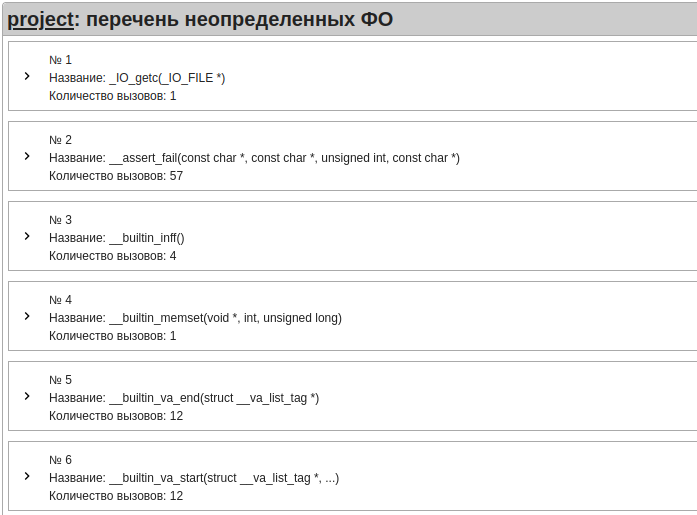 project: перечень неопределенных ФО
№ 1
Название: _IO_getc(_IO_FILE *)
Количество вызовов: 1
№ 2
Название: __assert_fail(const char *, const char *, unsigned int, const char *)
Количество вызовов: 57
№ 3
Название: __builtin_inff()
Количество вызовов: 4
№ 4
Название: __builtin_memset(void *, int, unsigned long)
Количество вызовов: 1
№ 5
Название: __builtin_va_end(struct __va_list_tag *)
Количество вызовов: 12
№ 6
Название: __builtin_va_start(struct __va_list_tag *, ...)
Количество вызовов: 12